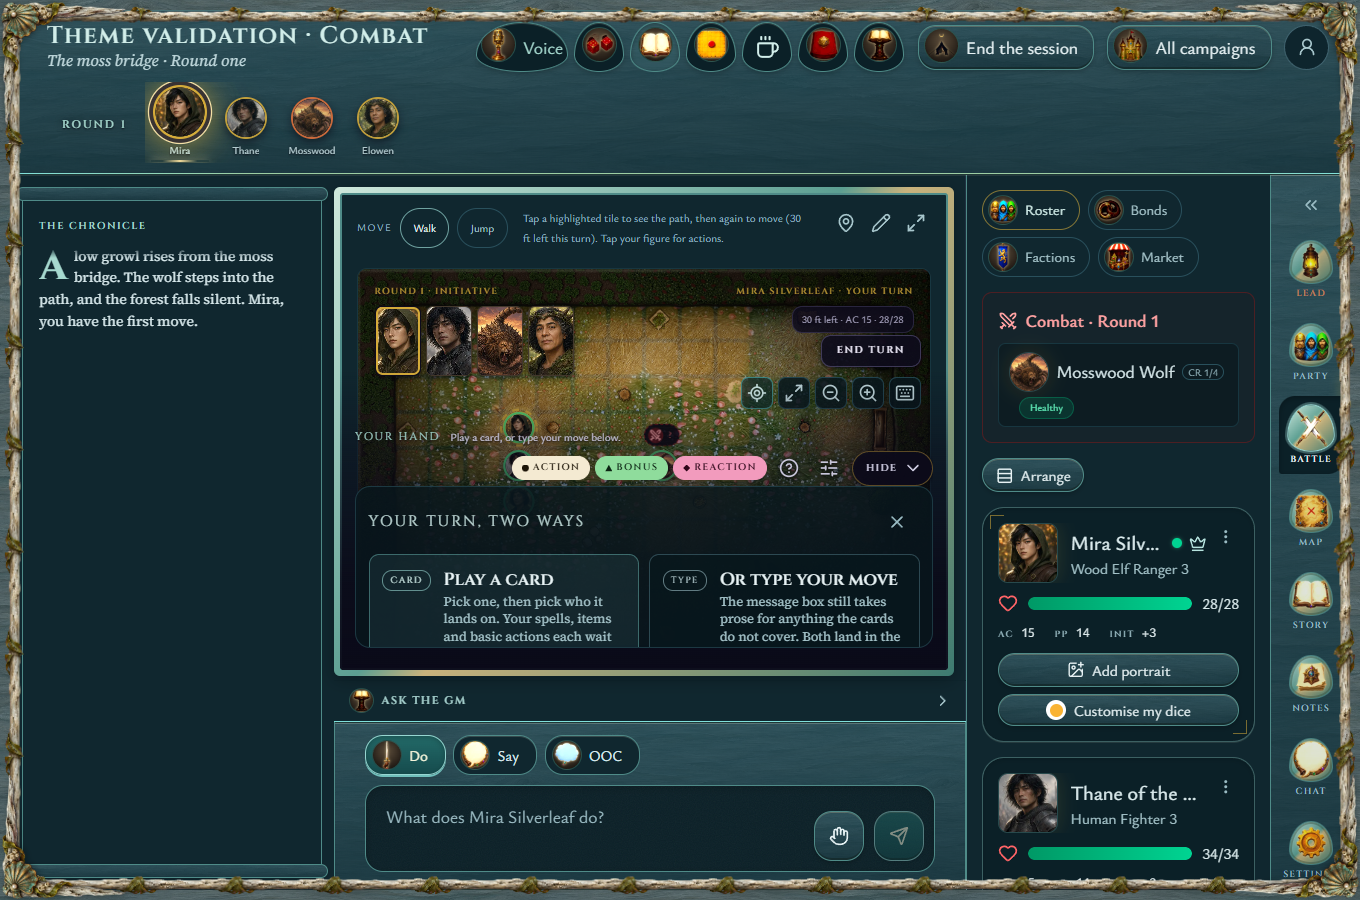 Theme validation · Combat
The moss bridge · Round one
Voice
End the session
All campaigns
ROUND 1
Mira
Thane
Mosswood
Elowen
THE CHRONICLE
A low growl rises from the moss
bridge. The wolf steps into the
path, and the forest falls silent. Mira,
you have the first move.
MOVE
Walk
Jump
Tap a highlighted tile to see the path, then again to move (30
ft left this turn). Tap your figure for actions.
ROUND 1 · INITIATIVE
MIRA SILVERLEAF · YOUR TURN
30 ft left · AC 15 · 28/28
END TURN
YOUR HAND
Play a card, or type your move below.
ACTION
BONUS
REACTION
HIDE
YOUR TURN, TWO WAYS
CARD
Play a card
Pick one, then pick who it
lands on. Your spells, items
and basic actions each wait
TYPE
Or type your move
The message box still takes
prose for anything the cards
do not cover. Both land in the
ASK THE GM
Do
Say
OOC
What does Mira Silverleaf do?
Roster
Bonds
Factions
Market
Combat · Round 1
Mosswood Wolf
CR 1/4
Healthy
Arrange
Mira Silv...
Wood Elf Ranger 3
28/28
AC 15
PP 14
INIT +3
Add portrait
Customise my dice
Thane of the ...
Human Fighter 3
34/34
LEAD
PARTY
BATTLE
MAP
STORY
NOTES
CHAT